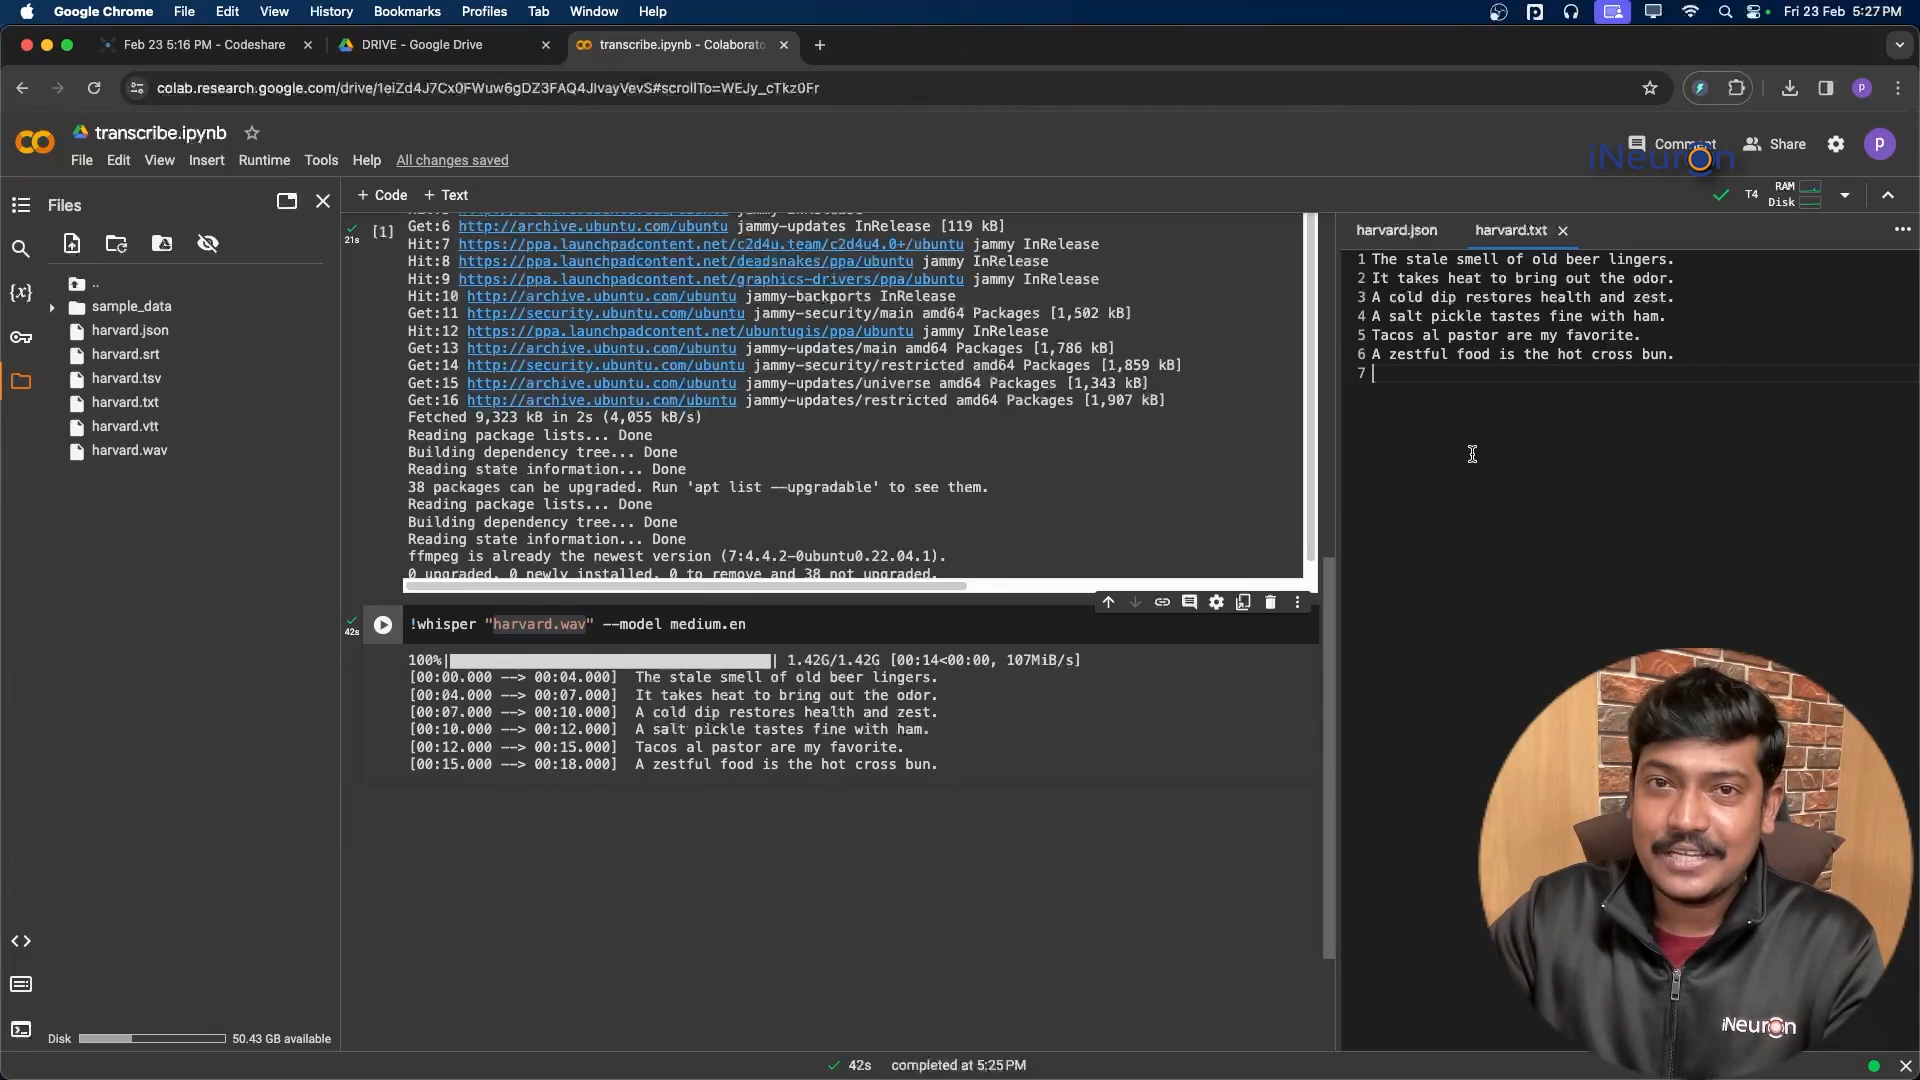 Google Chrome File Edit View History Bookmarks Profiles Tab Window Help
Fri 23 Feb 5:27 PM
Feb 23 5:16 PM - Codeshare
DRIVE - Google Drive
transcribe.ipynb - Colaborato
colab.research.google.com/drive/1eiZd4J7Cx0FWuw6gDZ3FAQ4JIvayVevS#scrollTo=WEJy_cTkz0Fr
p
transcribe.ipynb
File Edit View Insert Runtime Tools Help All changes saved
Comment Share p
iNeuron
Files
+ Code + Text
T4 RAM
Disk
..
sample_data
harvard.json
harvard.srt
harvard.tsv
harvard.txt
harvard.vtt
harvard.wav
Disk 50.43 GB available
[1]
21s
Get:6 http://archive.ubuntu.com/ubuntu jammy-updates InRelease [119 kB]
Hit:7 https://ppa.launchpadcontent.net/c2d4u.team/c2d4u4.0+/ubuntu jammy InRelease
Hit:8 https://ppa.launchpadcontent.net/deadsnakes/ppa/ubuntu jammy InRelease
Hit:9 https://ppa.launchpadcontent.net/graphics-drivers/ppa/ubuntu jammy InRelease
Hit:10 http://archive.ubuntu.com/ubuntu jammy-backports InRelease
Get:11 http://security.ubuntu.com/ubuntu jammy-security/main amd64 Packages [1,502 kB]
Hit:12 https://ppa.launchpadcontent.net/ubuntugis/ppa/ubuntu jammy InRelease
Get:13 http://archive.ubuntu.com/ubuntu jammy-updates/main amd64 Packages [1,786 kB]
Get:14 http://security.ubuntu.com/ubuntu jammy-security/restricted amd64 Packages [1,859 kB]
Get:15 http://archive.ubuntu.com/ubuntu jammy-updates/universe amd64 Packages [1,343 kB]
Get:16 http://archive.ubuntu.com/ubuntu jammy-updates/restricted amd64 Packages [1,907 kB]
Fetched 9,323 kB in 2s (4,055 kB/s)
Reading package lists... Done
Building dependency tree... Done
Reading state information... Done
38 packages can be upgraded. Run 'apt list --upgradable' to see them.
Reading package lists... Done
Building dependency tree... Done
Reading state information... Done
ffmpeg is already the newest version (7:4.4.2-0ubuntu0.22.04.1).
0 upgraded, 0 newly installed, 0 to remove and 38 not upgraded.
42s
!whisper "harvard.wav" --model medium.en
100%| | 1.42G/1.42G [00:14<00:00, 107MiB/s]
[00:00.000 --> 00:04.000] The stale smell of old beer lingers.
[00:04.000 --> 00:07.000] It takes heat to bring out the odor.
[00:07.000 --> 00:10.000] A cold dip restores health and zest.
[00:10.000 --> 00:12.000] A salt pickle tastes fine with ham.
[00:12.000 --> 00:15.000] Tacos al pastor are my favorite.
[00:15.000 --> 00:18.000] A zestful food is the hot cross bun.
harvard.json harvard.txt
1 The stale smell of old beer lingers.
2 It takes heat to bring out the odor.
3 A cold dip restores health and zest.
4 A salt pickle tastes fine with ham.
5 Tacos al pastor are my favorite.
6 A zestful food is the hot cross bun.
7
iNeuron
42s completed at 5:25 PM